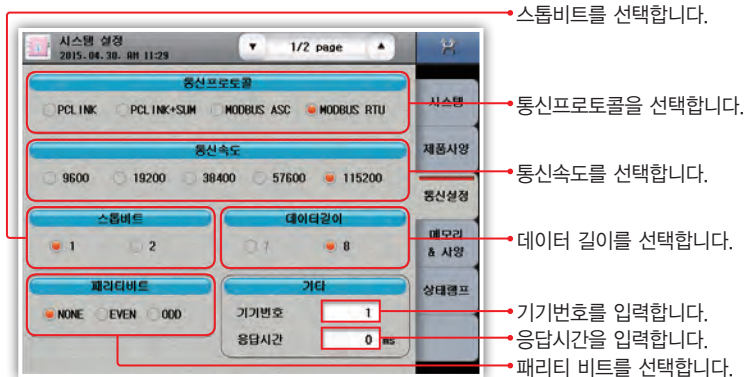 스톱비트를 선택합니다.
시스템 설정
2015.04.30. AM 11:29
▼ 1/2 page ▲
통신프로토콜
PCLINK PCLINK+SUM MODBUS ASC MODBUS RTU
시스템
통신프로토콜을 선택합니다.
통신속도
제품사양
9600 19200 38400 57600 115200
통신속도를 선택합니다.
통신설정
스톱비트 데이타길이
1 2 7 8
메모리
& 사양
데이터 길이를 선택합니다.
패리티비트 기타
상태램프
NONE EVEN ODD
기기번호 1
기기번호를 입력합니다.
응답시간 0 ms
응답시간을 입력합니다.
패리티 비트를 선택합니다.